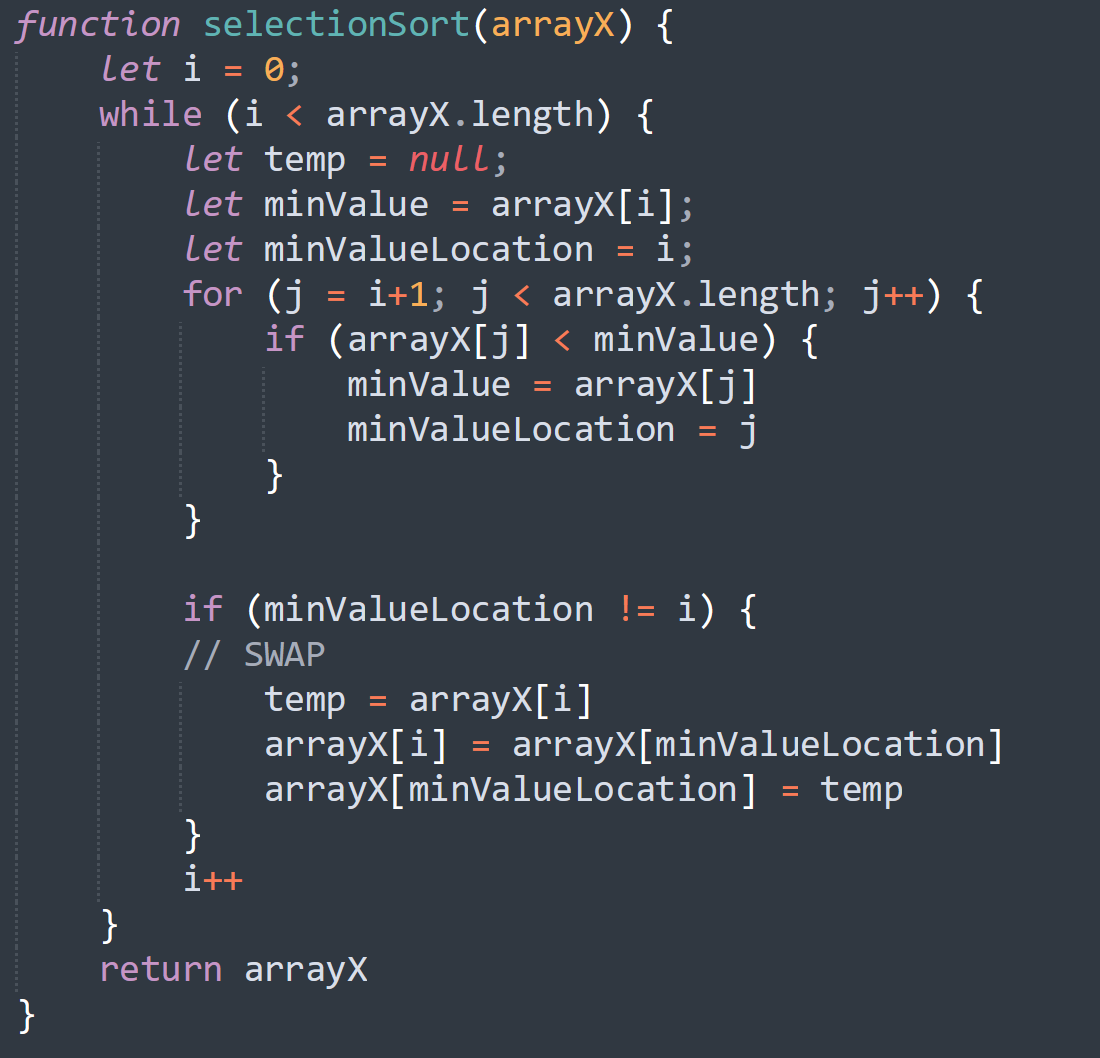 function selectionSort(arrayX) {
    let i = 0;
    while (i < arrayX.length) {
        let temp = null;
        let minValue = arrayX[i];
        let minValueLocation = i;
        for (j = i+1; j < arrayX.length; j++) {
            if (arrayX[j] < minValue) {
                minValue = arrayX[j]
                minValueLocation = j
            }
        }

        if (minValueLocation != i) {
        // SWAP
            temp = arrayX[i]
            arrayX[i] = arrayX[minValueLocation]
            arrayX[minValueLocation] = temp
        }
        i++
    }
    return arrayX
}